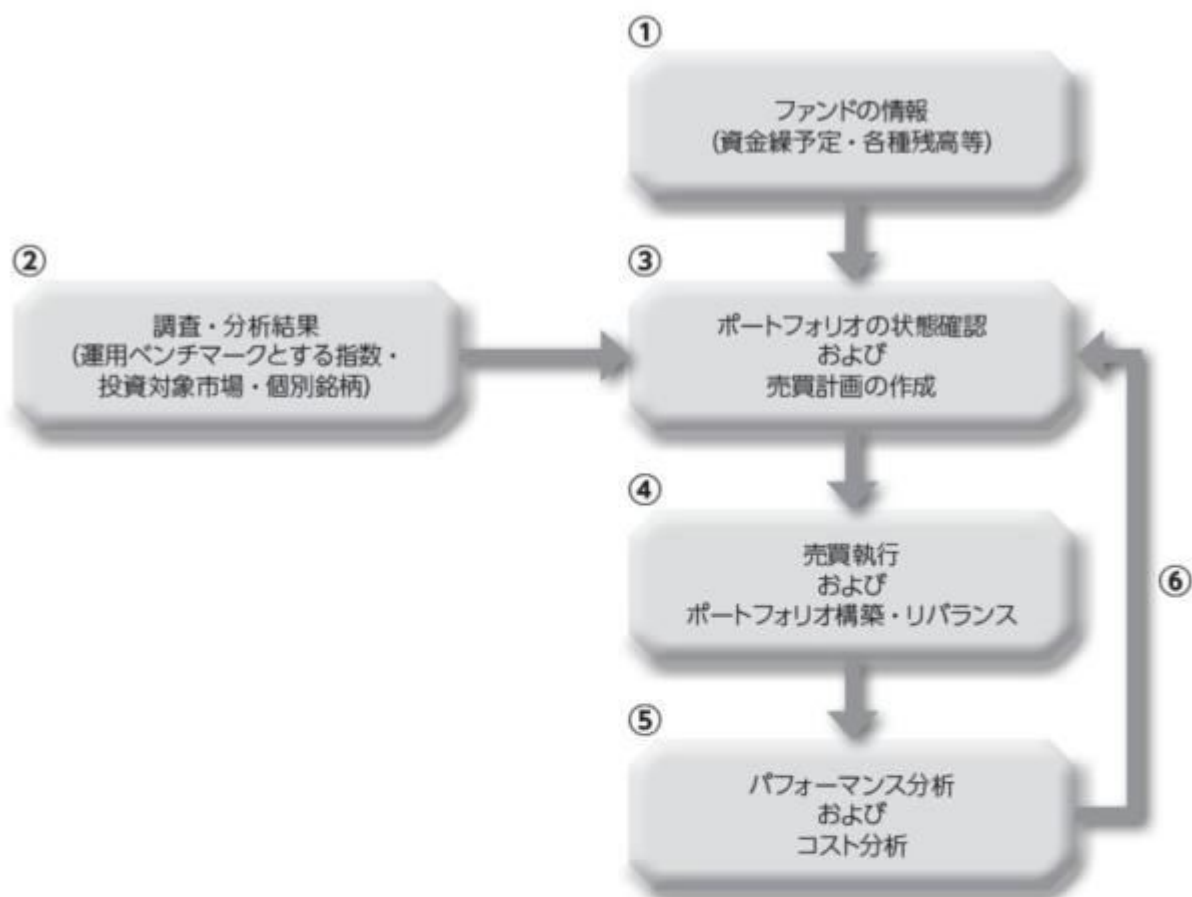 ①
ファンドの情報
(資金繰予定・各種残高等)
②
調査・分析結果
(運用ベンチマークとする指数・
投資対象市場・個別銘柄)
③
ポートフォリオの状態確認
および
売買計画の作成
④
売買執行
および
ポートフォリオ構築・リバランス
⑥
⑤
パフォーマンス分析
および
コスト分析